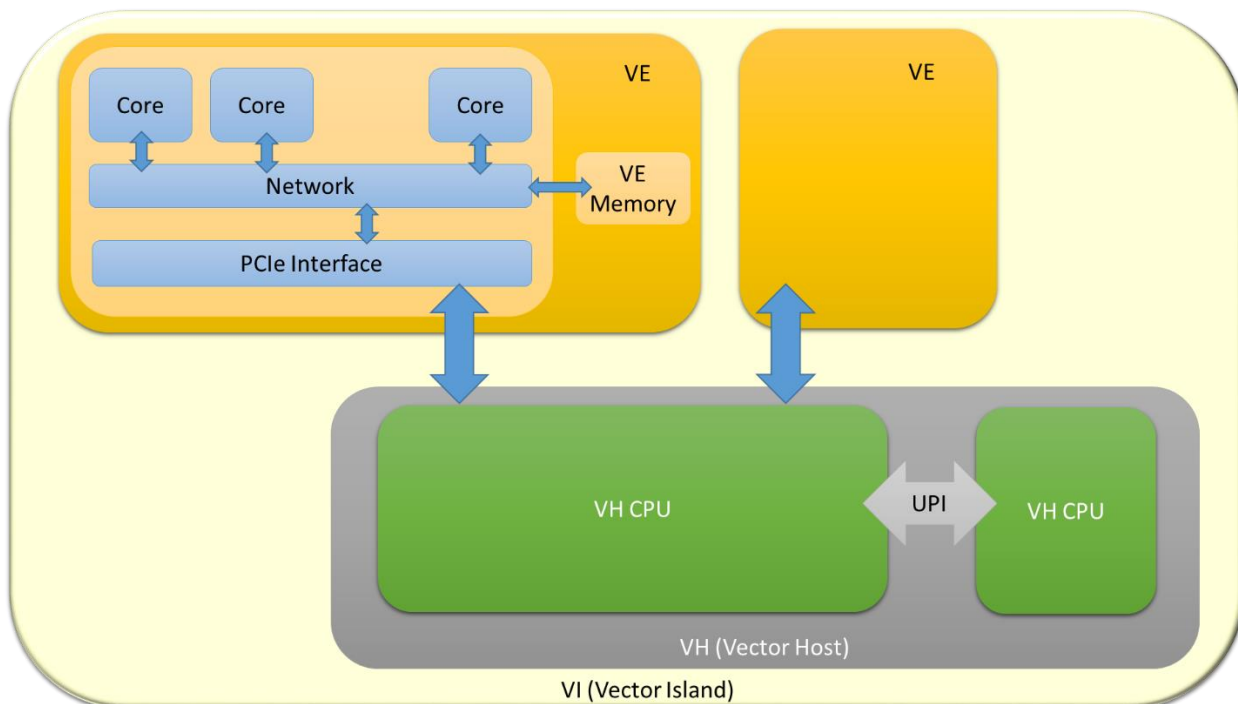 VE
Core
Core
Core
Network
VE
Memory
PCIe Interface
VE
VH CPU
UPI
VH CPU
VH (Vector Host)
VI (Vector Island)